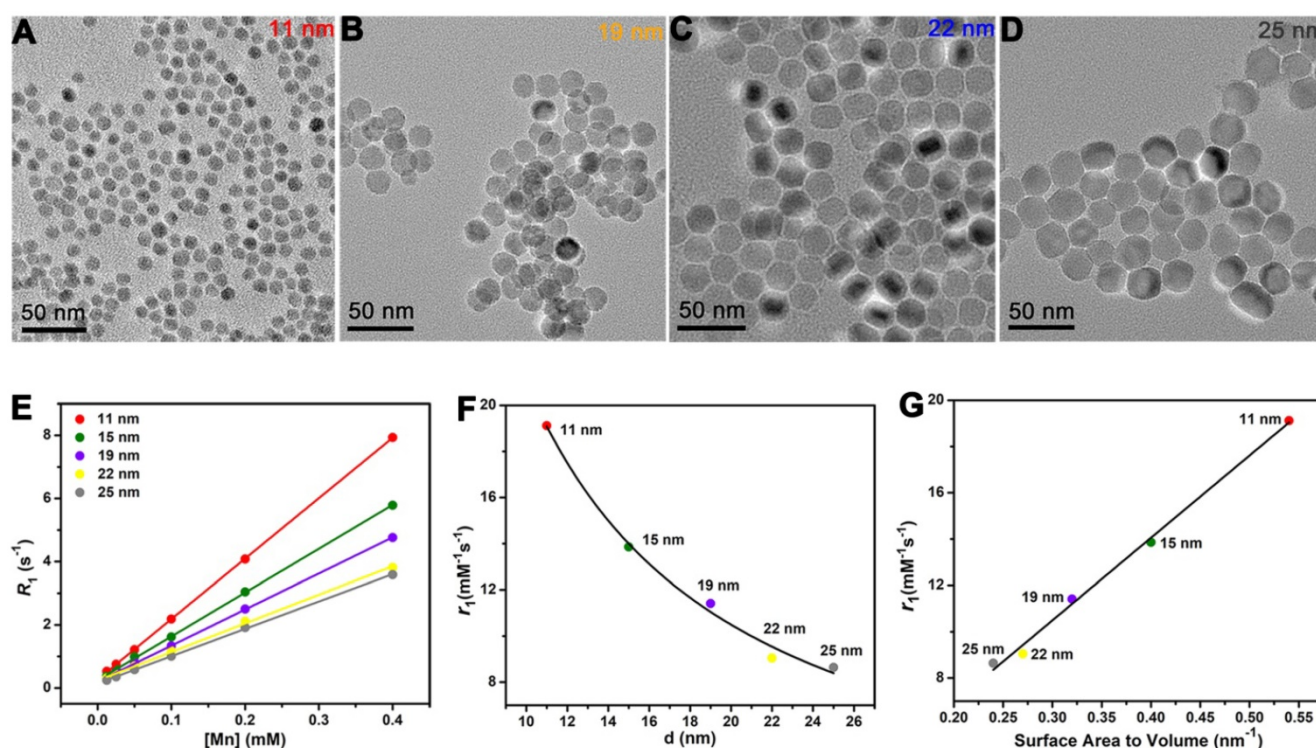 A 11 nm
50 nm
B 19 nm
50 nm
C 22 nm
50 nm
D 25 nm
50 nm
E
11 nm
15 nm
19 nm
22 nm
25 nm
R₁ (s⁻¹)
8
6
4
2
0
0.0 0.1 0.2 0.3 0.4
[Mn] (mM)
F
r₁(mM⁻¹s⁻¹)
20
16
12
8
11 nm
15 nm
19 nm
22 nm
25 nm
10 12 14 16 18 20 22 24 26
d (nm)
G
r₁(mM⁻¹s⁻¹)
20
16
12
8
11 nm
15 nm
19 nm
25 nm
22 nm
0.20 0.25 0.30 0.35 0.40 0.45 0.50 0.55
Surface Area to Volume (nm⁻¹)